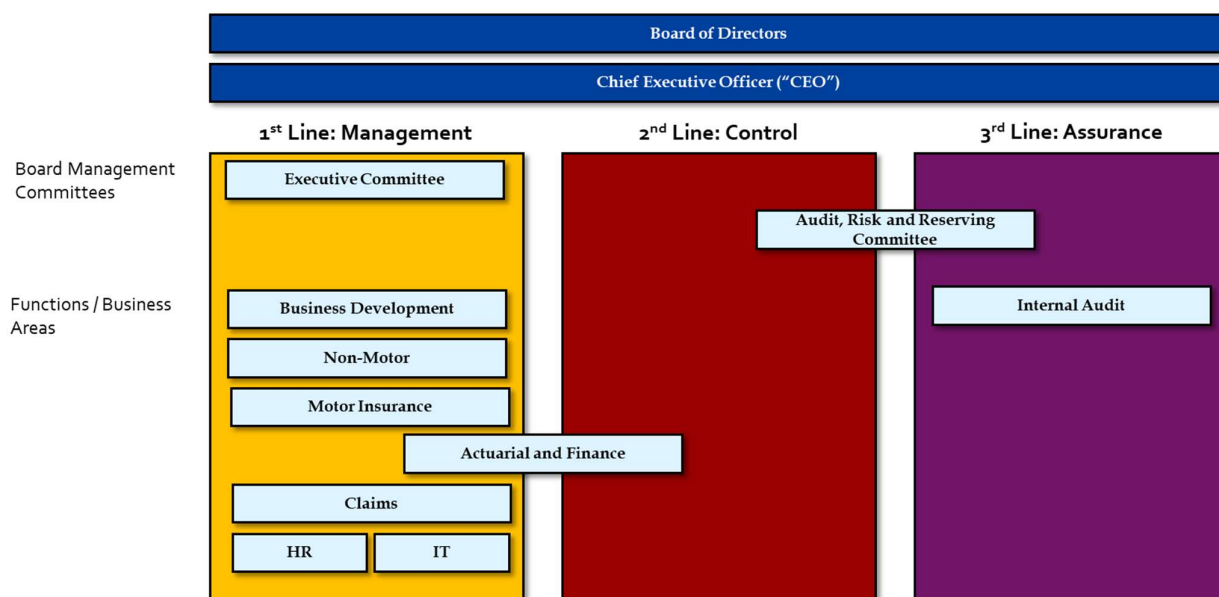 Board of Directors
Chief Executive Officer (“CEO”)
1st Line: Management
2nd Line: Control
3rd Line: Assurance
Board Management
Committees
Executive Committee
Audit, Risk and Reserving
Committee
Functions / Business
Areas
Business Development
Internal Audit
Non-Motor
Motor Insurance
Actuarial and Finance
Claims
HR
IT